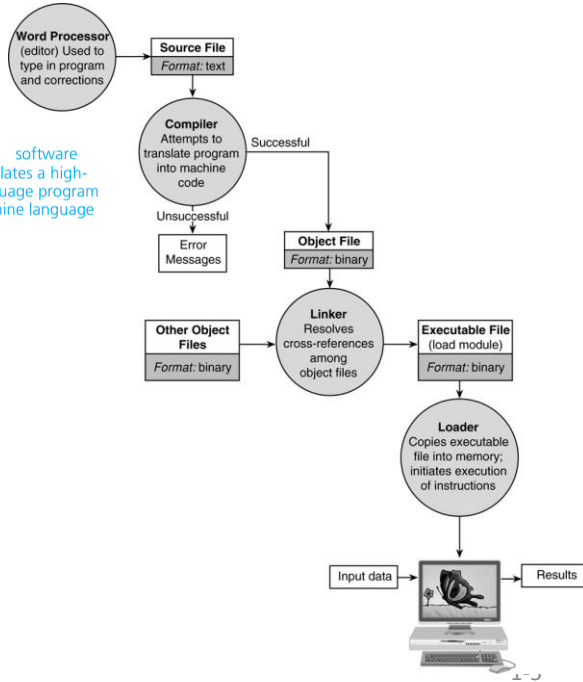 Word Processor
(editor) Used to
type in program
and corrections
Source File
Format: text
Compiler
Attempts to
translate program
into machine
code
Successful
software
lates a high-
uage program
ine language
Unsuccessful
Error
Messages
Object File
Format: binary
Other Object
Files
Format: binary
Linker
Resolves
cross-references
among
object files
Executable File
(load module)
Format: binary
Loader
Copies executable
file into memory;
initiates execution
of instructions
Input data
Results